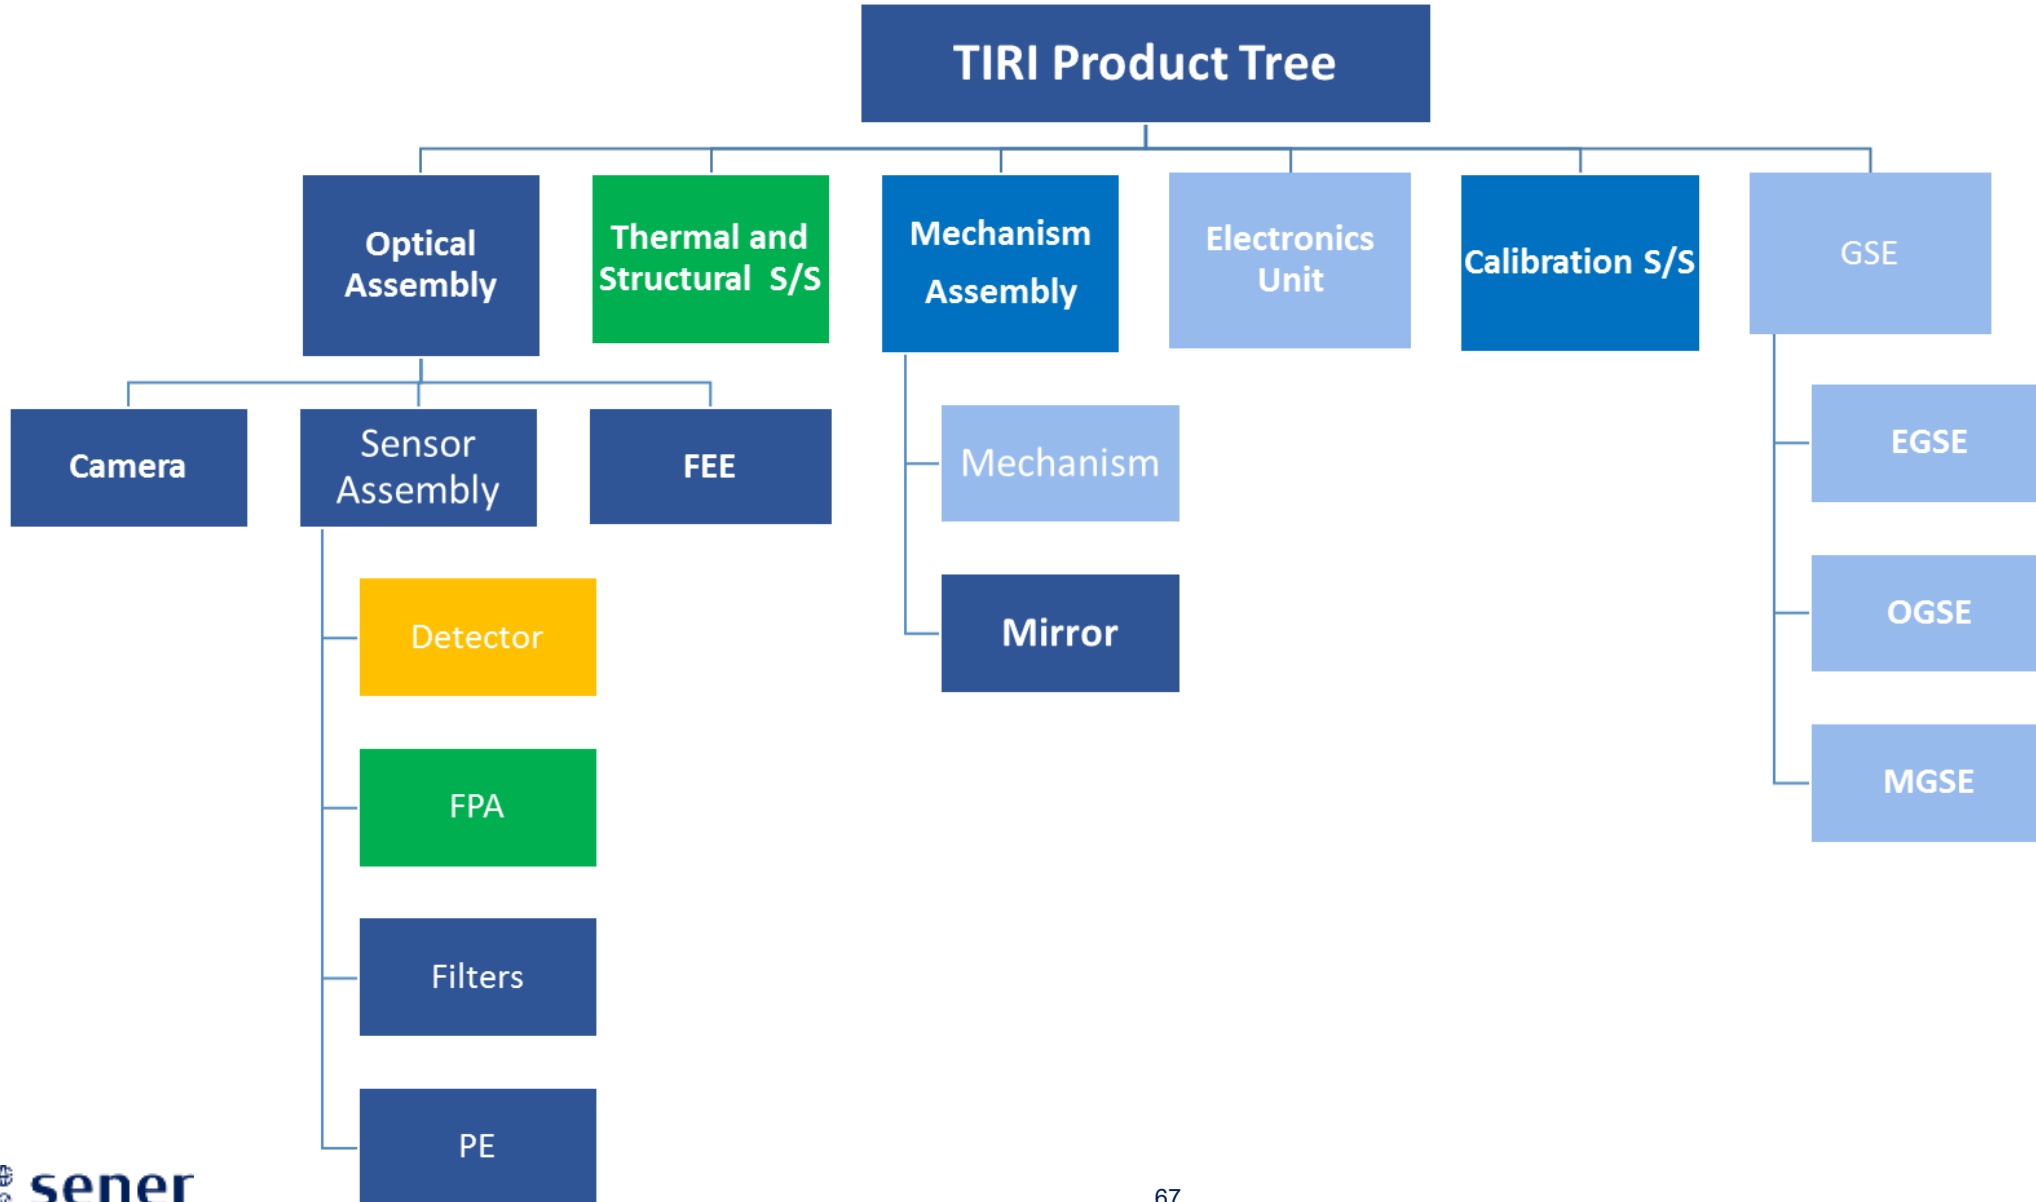 TIRI Product Tree
Optical
Assembly
Thermal and
Structural S/S
Mechanism
Assembly
Electronics
Unit
Calibration S/S
GSE
Camera
Sensor
Assembly
FEE
Mechanism
EGSE
Detector
Mirror
OGSE
FPA
MGSE
Filters
PE
sener
67